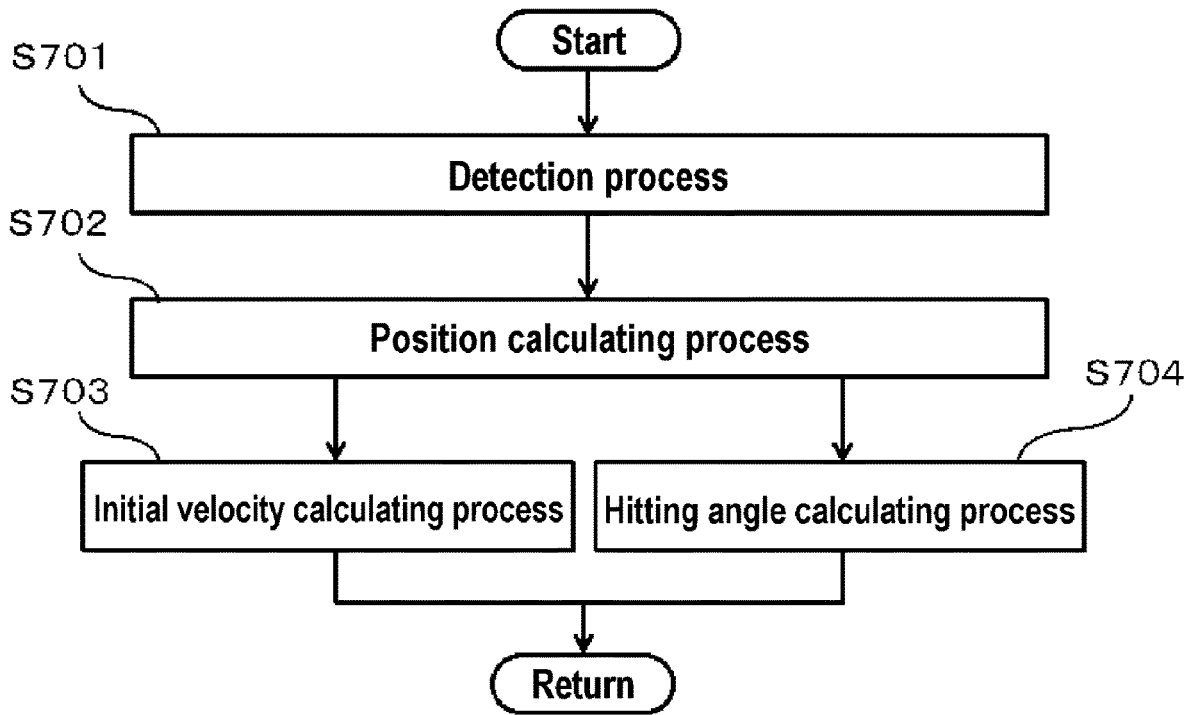 Start
S701
Detection process
S702
Position calculating process
S703
S704
Initial velocity calculating process
Hitting angle calculating process
Return